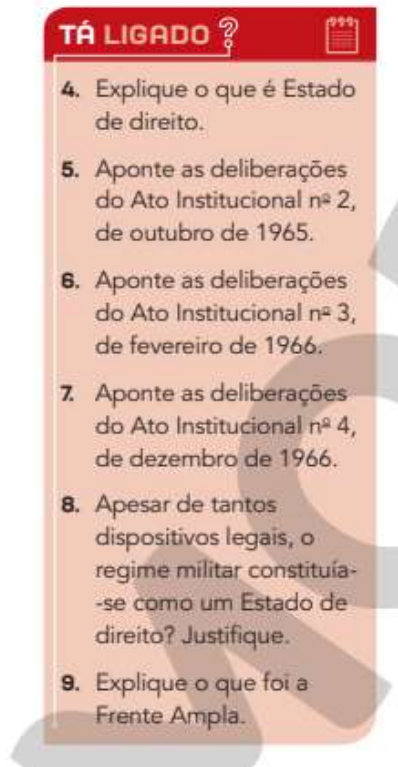 TÁ LIGADO?
4. Explique o que é Estado
de direito.
5. Aponte as deliberações
do Ato Institucional nº 2,
de outubro de 1965.
6. Aponte as deliberações
do Ato Institucional nº 3,
de fevereiro de 1966.
7. Aponte as deliberações
do Ato Institucional nº 4,
de dezembro de 1966.
8. Apesar de tantos
dispositivos legais, o
regime militar constituía-
-se como um Estado de
direito? Justifique.
9. Explique o que foi a
Frente Ampla.